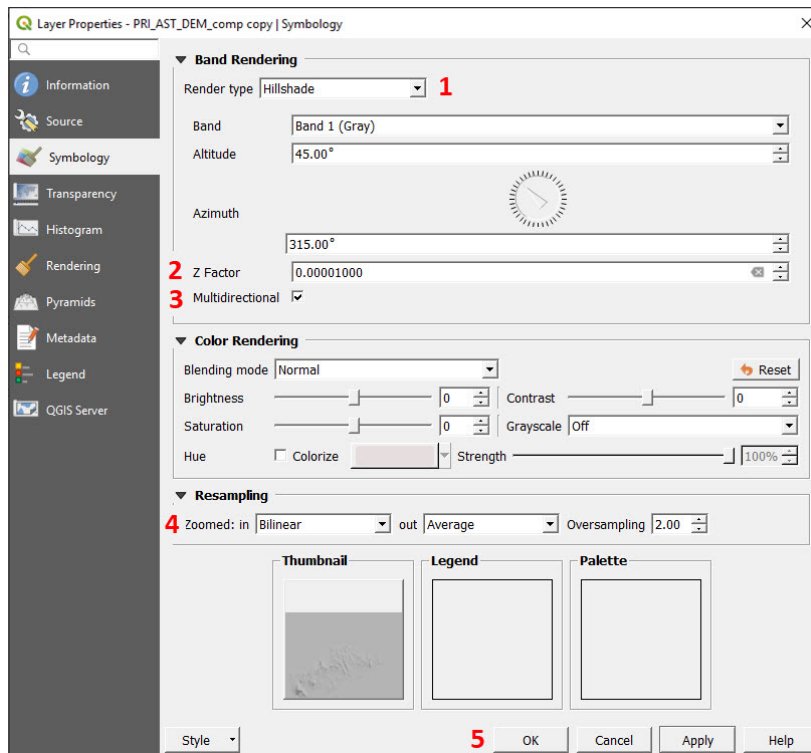 Layer Properties - PRI_AST_DEM_comp copy | Symbology
Information
Source
Symbology
Transparency
Histogram
Rendering
Pyramids
Metadata
Legend
QGIS Server
Band Rendering
Render type Hillshade 1
Band Band 1 (Gray)
Altitude 45.00°
Azimuth
315.00°
2 Z Factor 0.00001000
3 Multidirectional
Color Rendering
Blending mode Normal Reset
Brightness 0 Contrast 0
Saturation 0 Grayscale Off
Hue Colorize Strength 100%
Resampling
4 Zoomed: in Bilinear out Average Oversampling 2.00
Thumbnail Legend Palette
Style 5 OK Cancel Apply Help